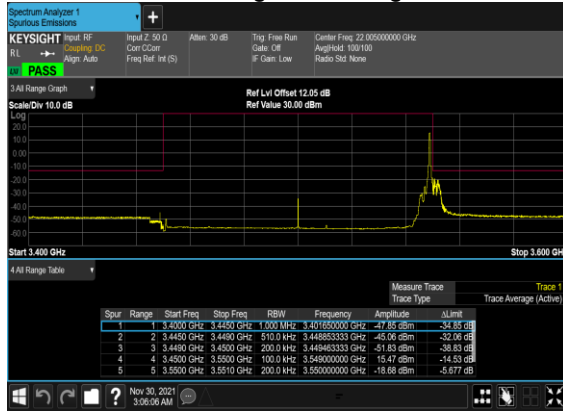 Spectrum Analyzer 1
Spurious Emissions
+
KEYSIGHT Input: RF Input Z: 50 Ω Atten: 30 dB Trig: Free Run Center Freq: 22.005000000 GHz
RL Coupling: DC Corr CCorr Gate: Off Avg|Hold: 100/100
Align: Auto Freq Ref: Int (S) IF Gain: Low Radio Std: None
PASS
3 All Range Graph Ref Lvl Offset 12.05 dB
Scale/Div 10.0 dB Ref Value 30.00 dBm
Log
20.0
10.0
0.00
-10.0
-20.0
-30.0
-40.0
-50.0
-60.0
Start 3.400 GHz Stop 3.600 GH
4 All Range Table
Measure Trace Trace 1
Trace Type Trace Average (Active)
Spur Range Start Freq Stop Freq RBW Frequency Amplitude ΔLimit
1 1 3.4000 GHz 3.4450 GHz 1.000 MHz 3.401650000 GHz -47.85 dBm -34.85 dB
2 2 3.4450 GHz 3.4490 GHz 510.0 kHz 3.448853333 GHz -45.06 dBm -32.06 dB
3 3 3.4490 GHz 3.4500 GHz 200.0 kHz 3.449463333 GHz -51.83 dBm -38.83 dB
4 4 3.4500 GHz 3.5500 GHz 100.0 kHz 3.549000000 GHz 15.47 dBm -14.53 dB
5 5 3.5500 GHz 3.5510 GHz 200.0 kHz 3.550000000 GHz -18.68 dBm -5.677 dB
? Nov 30, 2021
3:06:06 AM